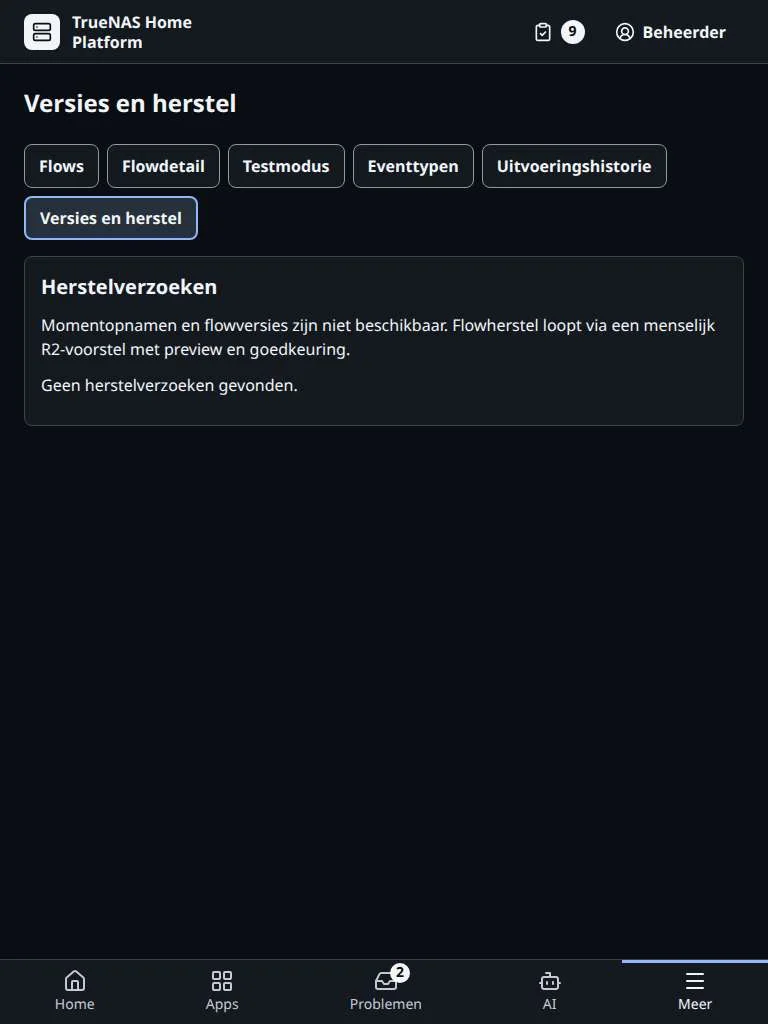 TrueNAS Home
Platform
9
Beheerder
Versies en herstel
Flows
Flowdetail
Testmodus
Eventtypen
Uitvoeringshistorie
Versies en herstel
Herstelverzoeken
Momentopnamen en flowversies zijn niet beschikbaar. Flowherstel loopt via een menselijk
R2-voorstel met preview en goedkeuring.
Geen herstelverzoeken gevonden.
2
Home
Apps
Problemen
AI
Meer